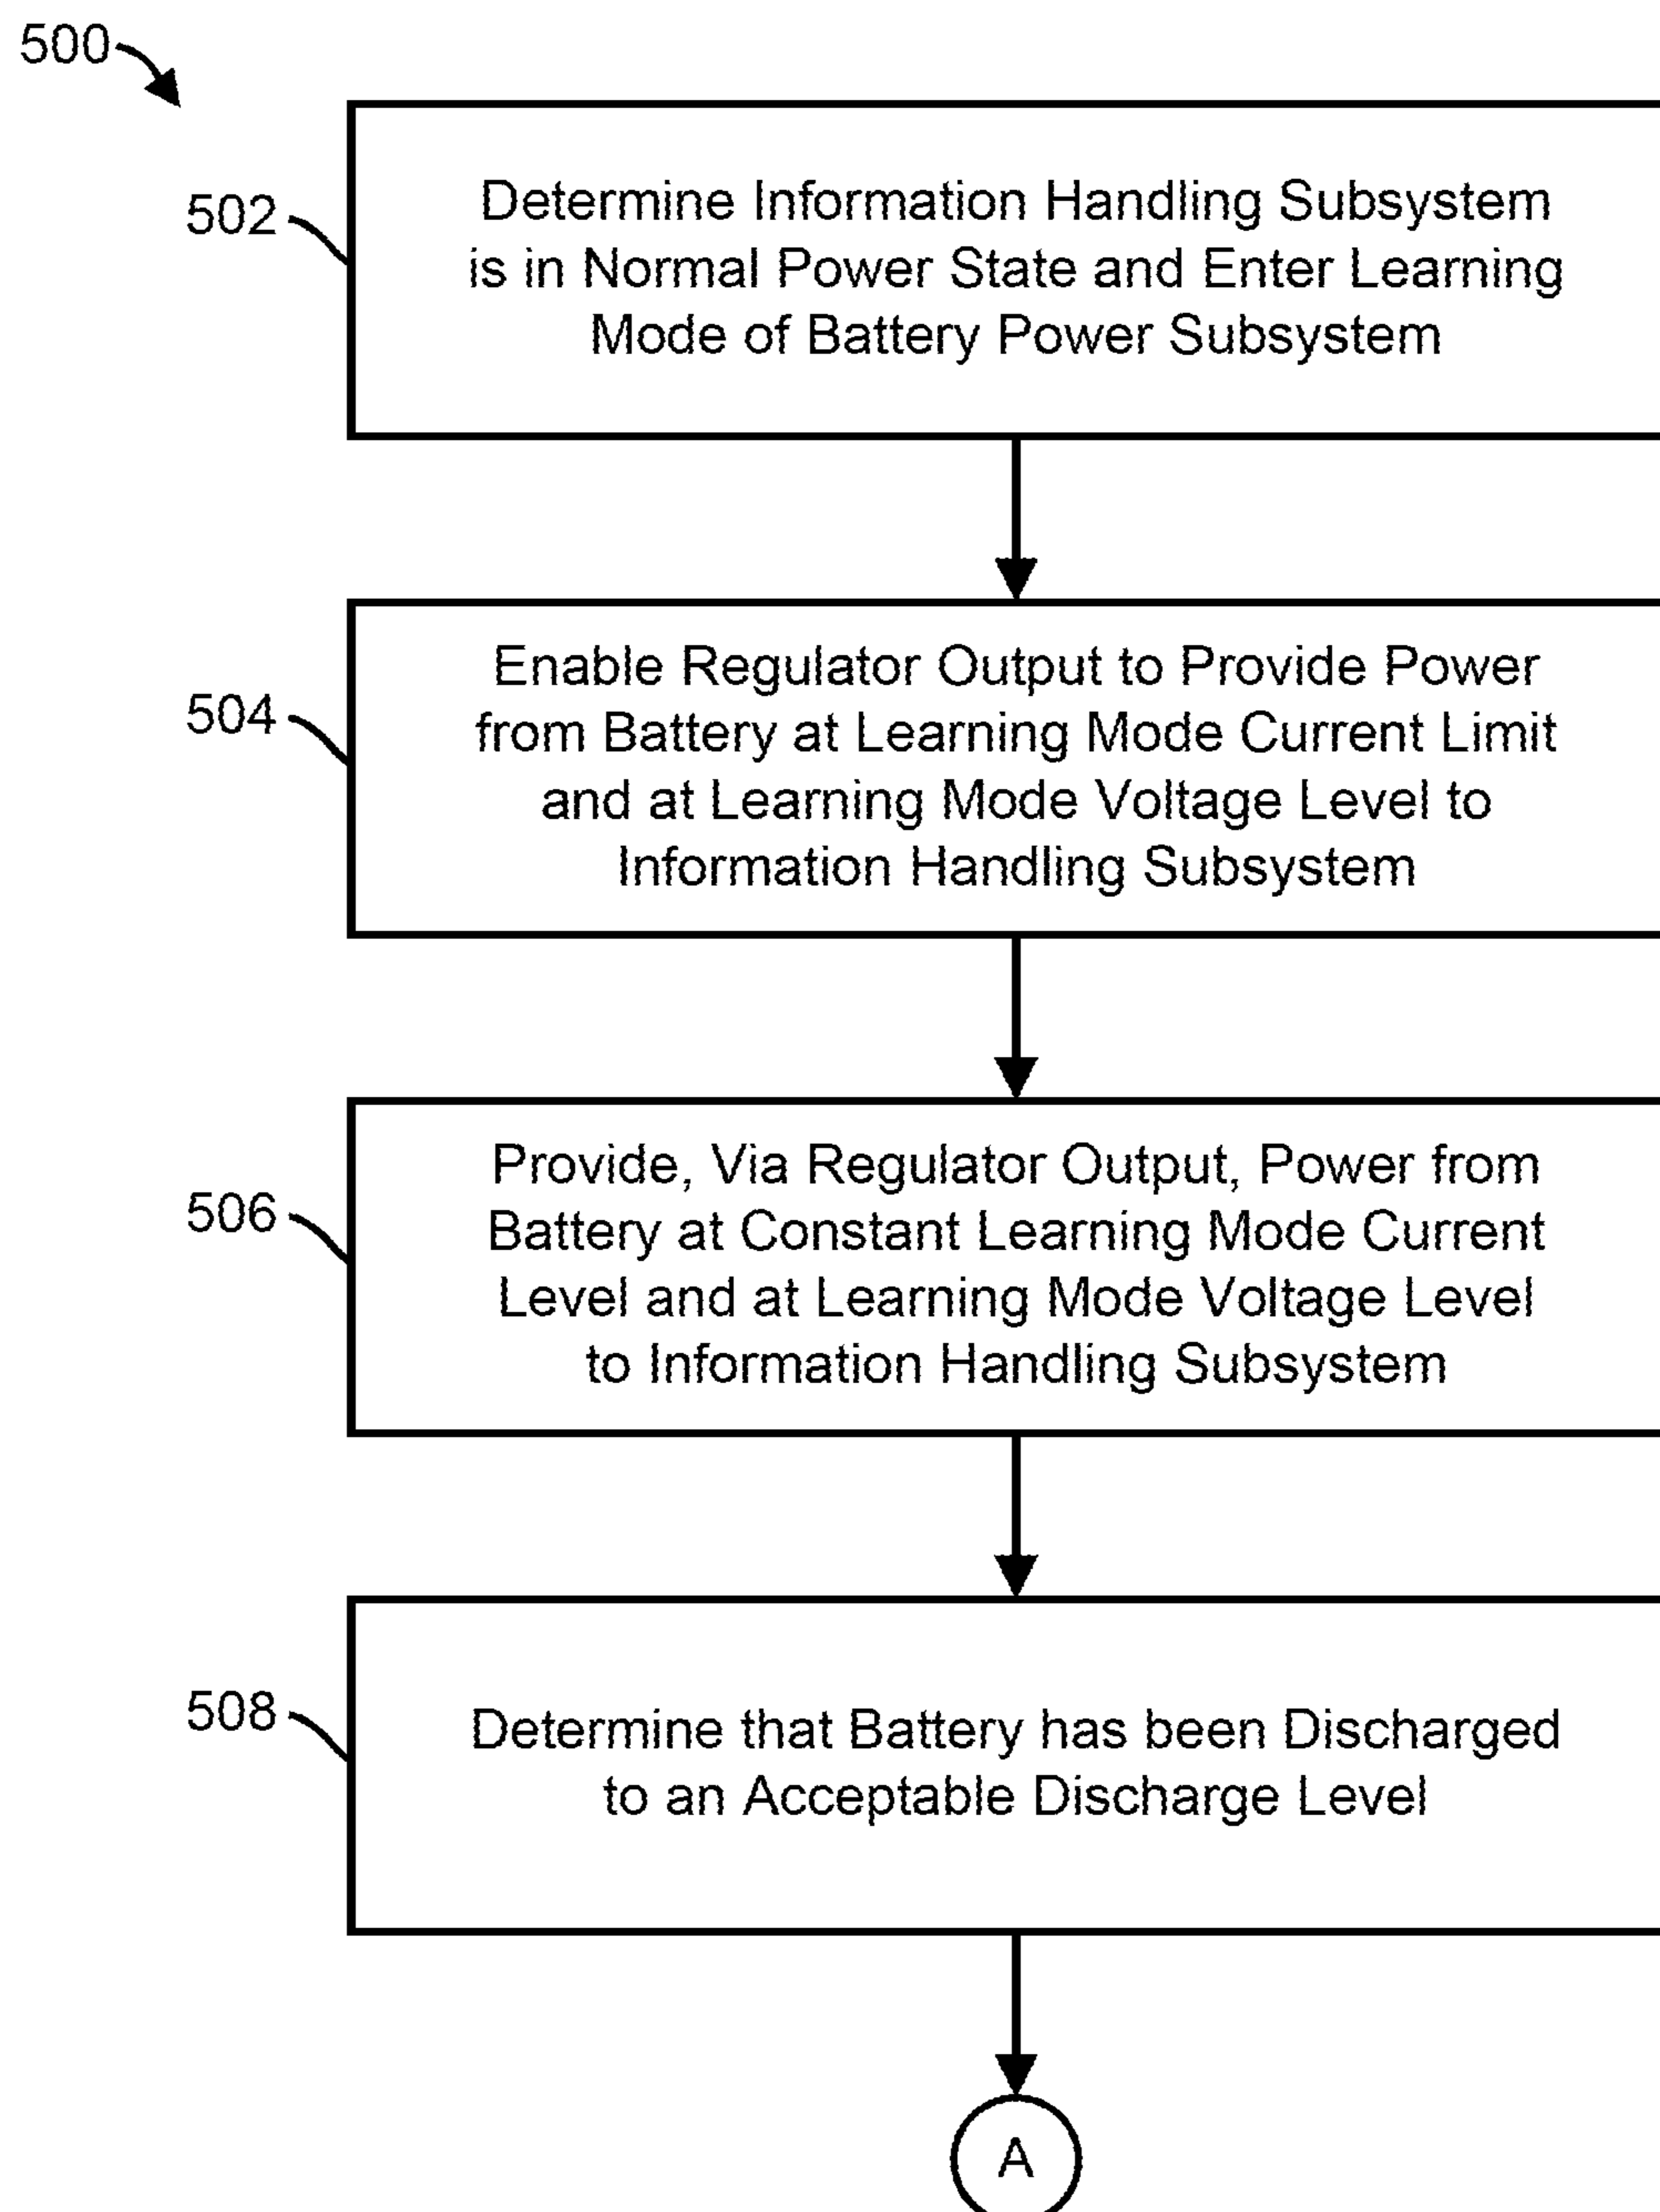 500
502
Determine Information Handling Subsystem
is in Normal Power State and Enter Learning
Mode of Battery Power Subsystem
504
Enable Regulator Output to Provide Power
from Battery at Learning Mode Current Limit
and at Learning Mode Voltage Level to
Information Handling Subsystem
506
Provide, Via Regulator Output, Power from
Battery at Constant Learning Mode Current
Level and at Learning Mode Voltage Level
to Information Handling Subsystem
508
Determine that Battery has been Discharged
to an Acceptable Discharge Level
A